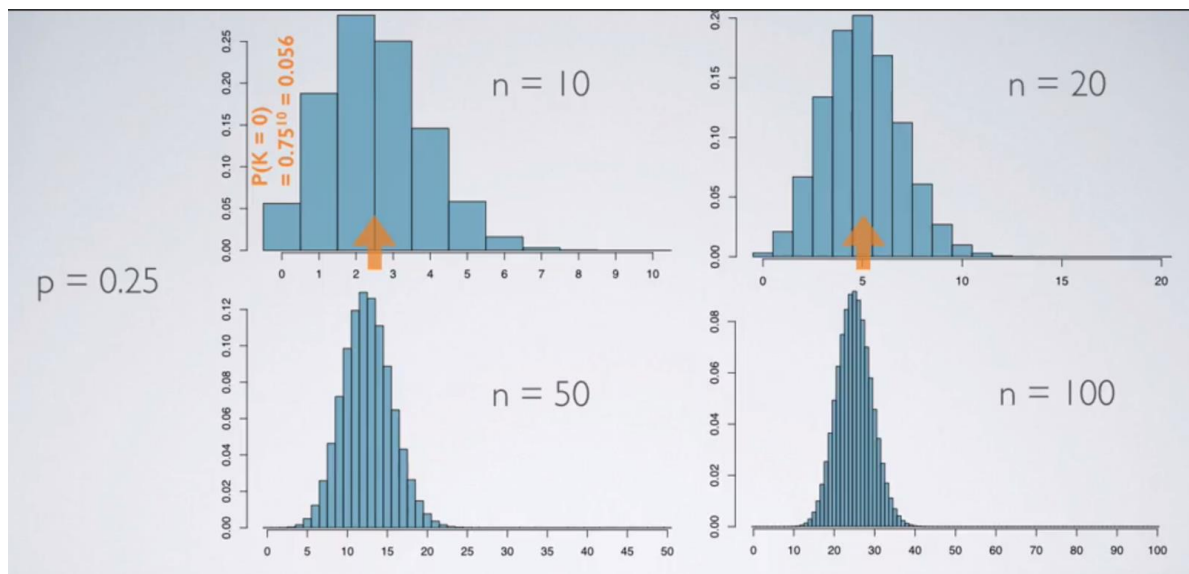 p = 0.25
n = 10
P(K = 0)
= 0.75¹⁰ = 0.056
0.00 0.05 0.10 0.15 0.20 0.25
0 1 2 3 4 5 6 7 8 9 10
n = 20
0.00 0.05 0.10 0.15 0.20
0 5 10 15 20
n = 50
0.00 0.02 0.04 0.06 0.08 0.10 0.12
0 5 10 15 20 25 30 35 40 45 50
n = 100
0.00 0.02 0.04 0.06 0.08
0 10 20 30 40 50 60 70 80 90 100